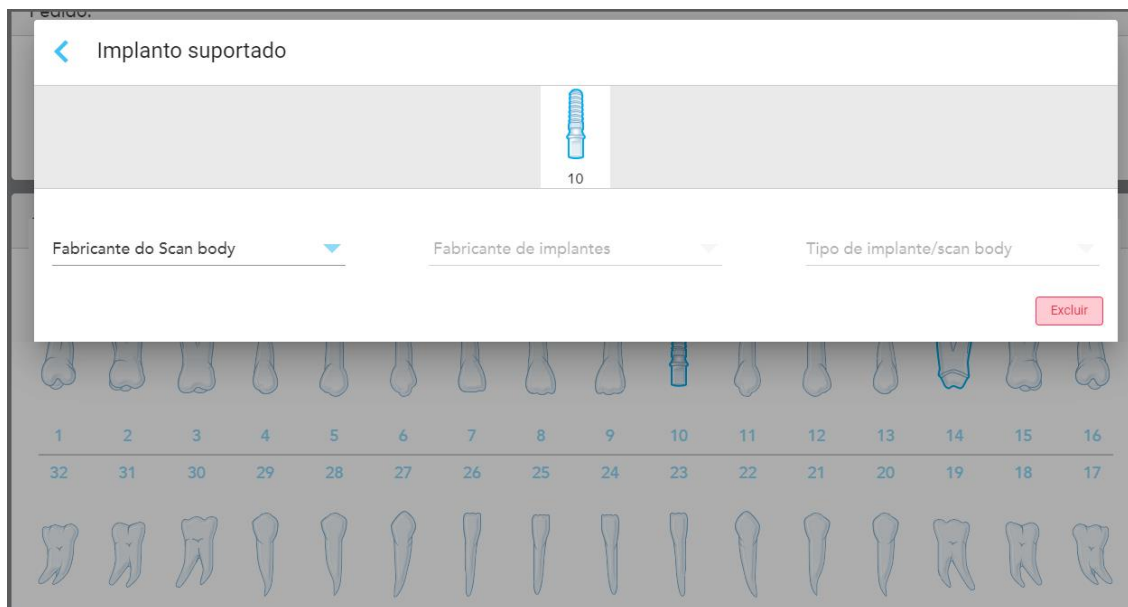 Pedido:
Implanto suportado
10
Fabricante do Scan body
Fabricante de implantes
Tipo de implante/scan body
Excluir
1 2 3 4 5 6 7 8 9 10 11 12 13 14 15 16
32 31 30 29 28 27 26 25 24 23 22 21 20 19 18 17